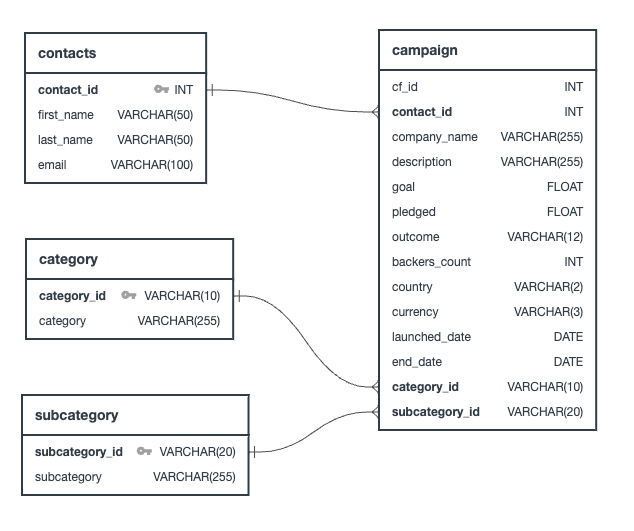 contacts
contact_id INT
first_name VARCHAR(50)
last_name VARCHAR(50)
email VARCHAR(100)
category
category_id VARCHAR(10)
category VARCHAR(255)
subcategory
subcategory_id VARCHAR(20)
subcategory VARCHAR(255)
campaign
cf_id INT
contact_id INT
company_name VARCHAR(255)
description VARCHAR(255)
goal FLOAT
pledged FLOAT
outcome VARCHAR(12)
backers_count INT
country VARCHAR(2)
currency VARCHAR(3)
launched_date DATE
end_date DATE
category_id VARCHAR(10)
subcategory_id VARCHAR(20)